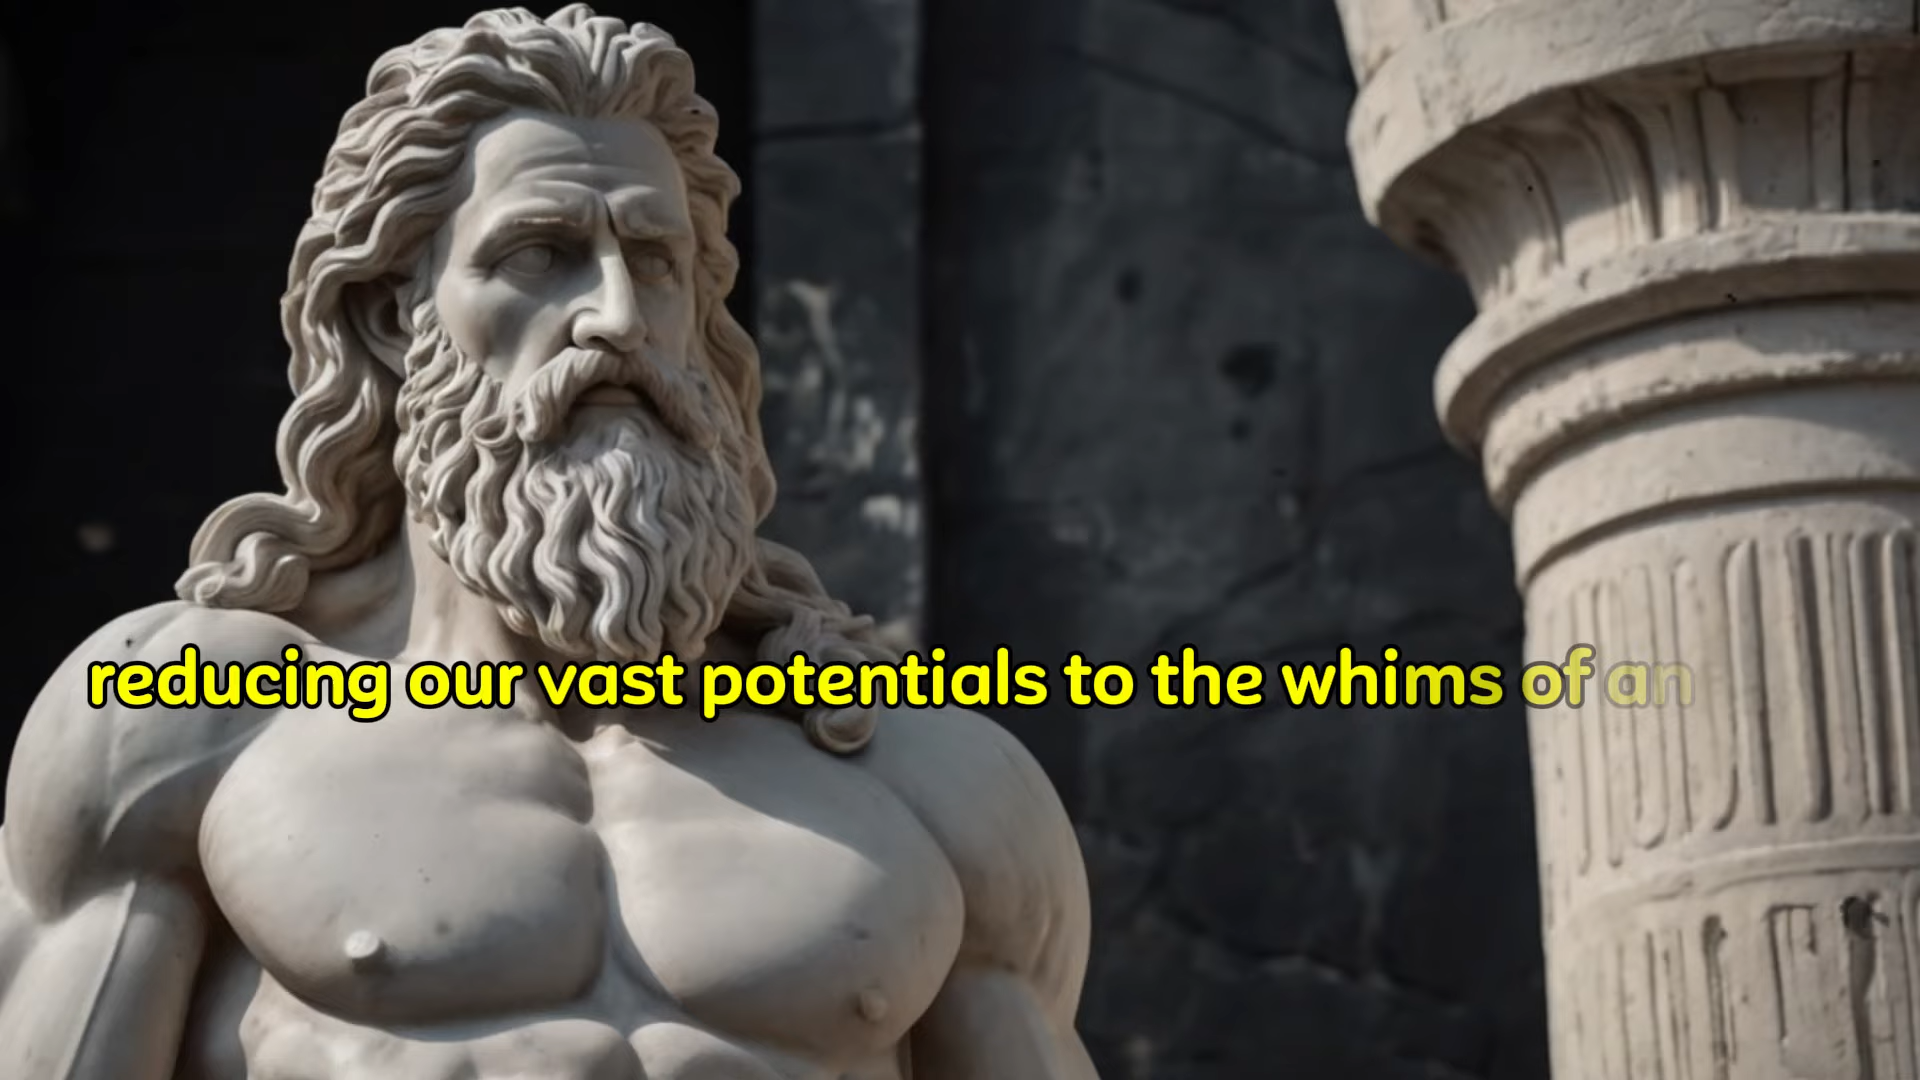 reducing our vast potentials to the whims of an